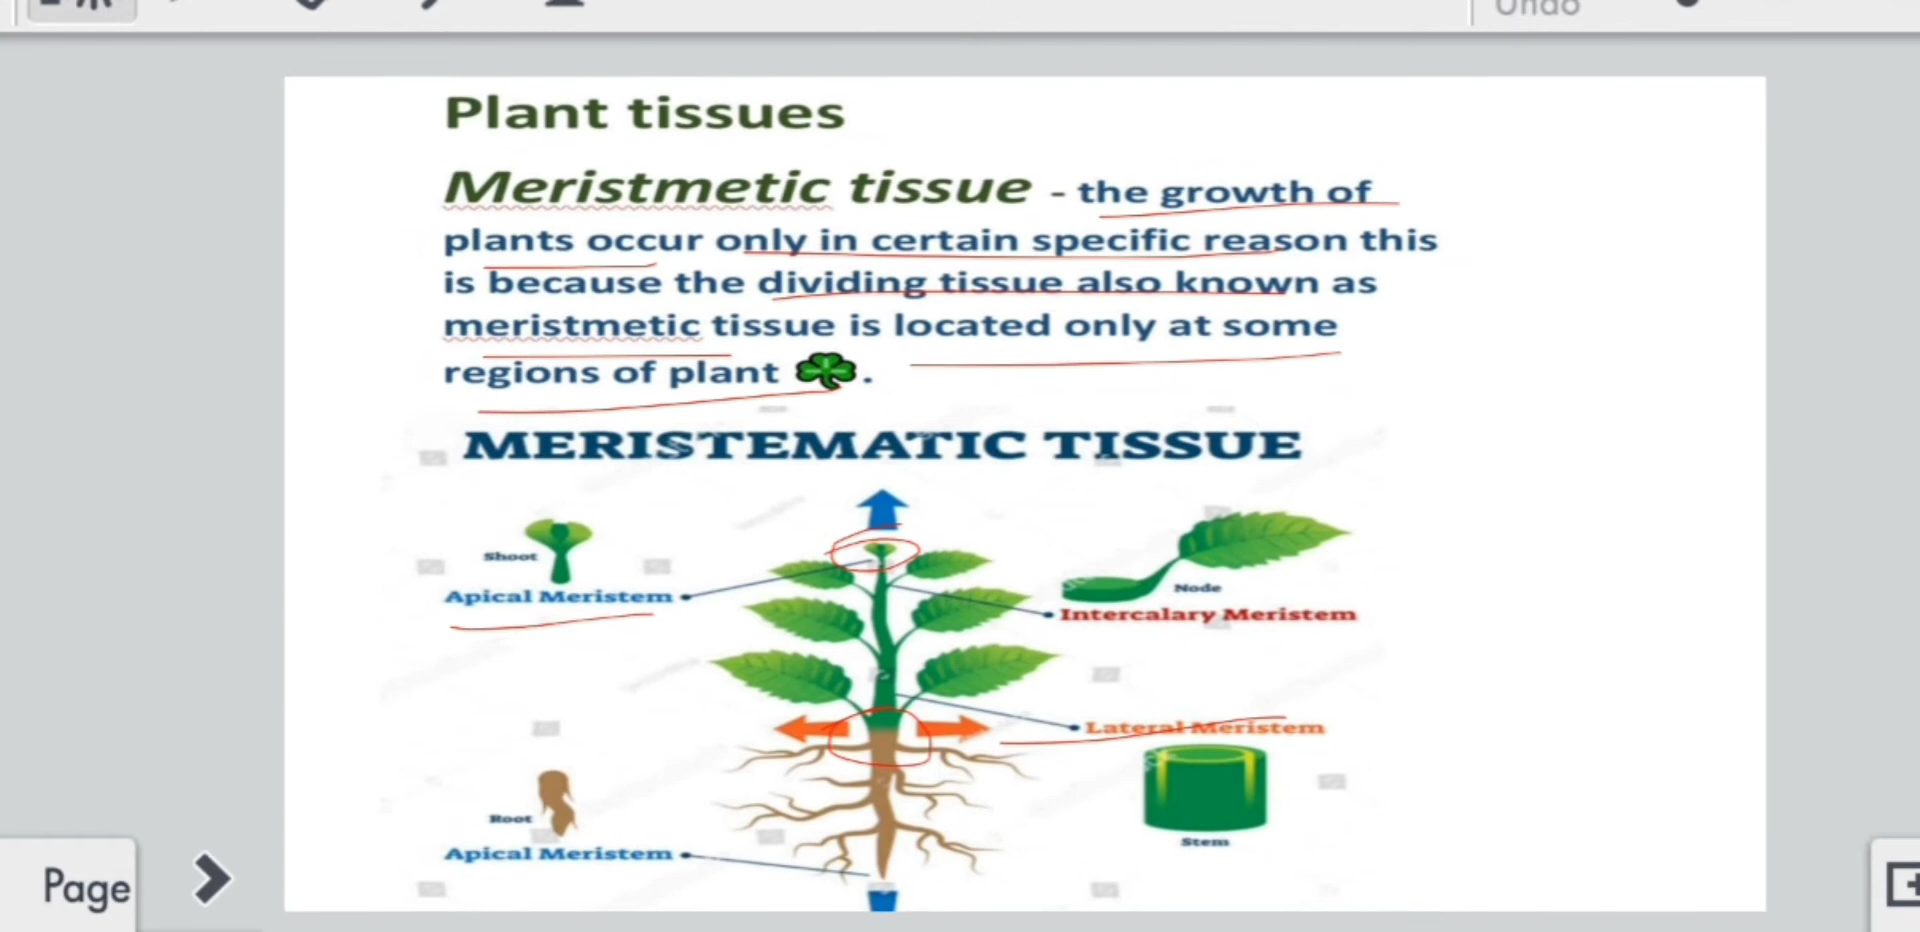 Undo
Plant tissues
Meristmetic tissue - the growth of
plants occur only in certain specific reason this
is because the dividing tissue also known as
meristmetic tissue is located only at some
regions of plant ☘.
MERISTEMATIC TISSUE
Shoot
Apical Meristem
Node
Intercalary Meristem
Lateral Meristem
Root
Apical Meristem
Stem
Page